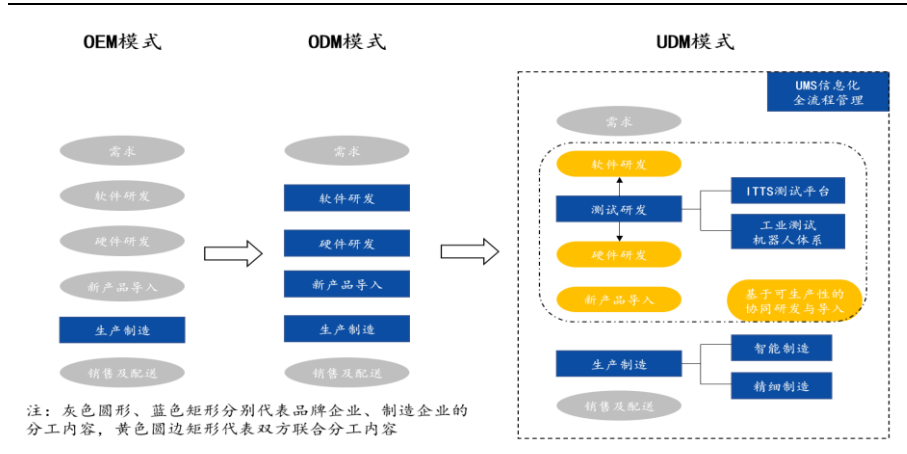 OEM模式
ODM模式
UDM模式
需求
软件研发
硬件研发
新产品导入
生产制造
销售及配送
需求
软件研发
硬件研发
新产品导入
生产制造
销售及配送
UMS信息化
全流程管理
需求
软件研发
测试研发
硬件研发
新产品导入
ITTS测试平台
工业测试
机器人体系
基于可生产性的
协同研发与导入
生产制造
智能制造
精细制造
销售及配送
注：灰色圆形、蓝色矩形分别代表品牌企业、制造企业的
分工内容，黄色圆边矩形代表双方联合分工内容